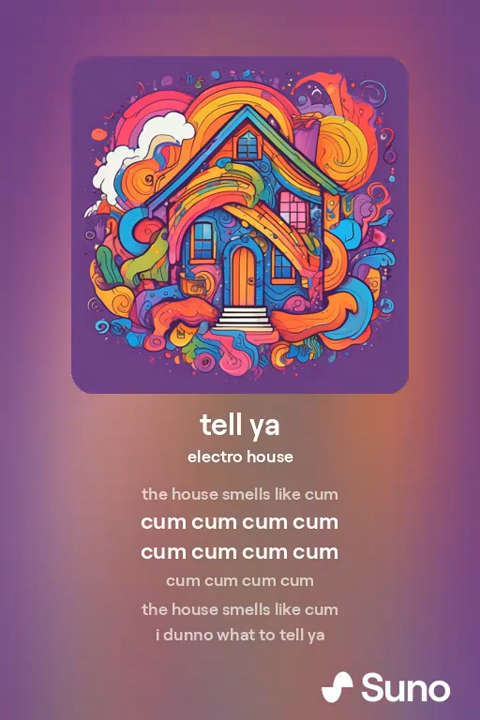 tell ya
electro house
the house smells like cum
cum cum cum cum
cum cum cum cum
cum cum cum cum
the house smells like cum
i dunno what to tell ya
Suno